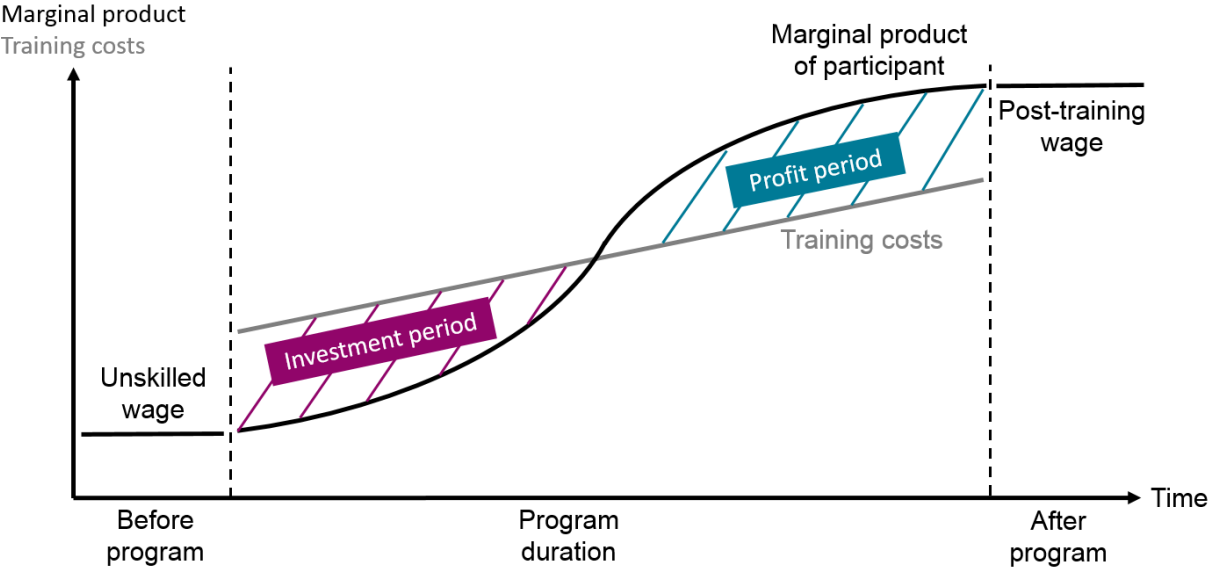 Marginal product
Training costs
Marginal product
of participant
Post-training
wage
Profit period
Training costs
Investment period
Unskilled
wage
Time
Before
program
Program
duration
After
program